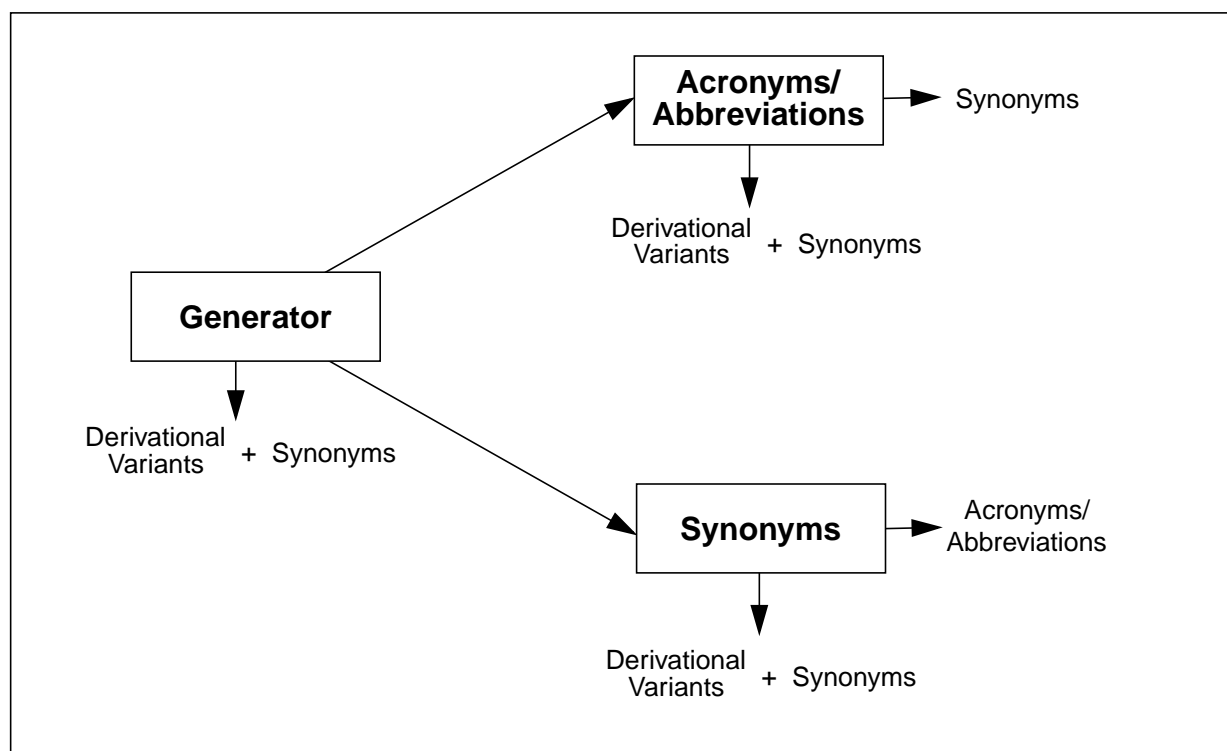 Acronyms/
Abbreviations
Synonyms
Derivational
Variants + Synonyms
Generator
Derivational
Variants + Synonyms
Synonyms
Acronyms/
Abbreviations
Derivational
Variants + Synonyms